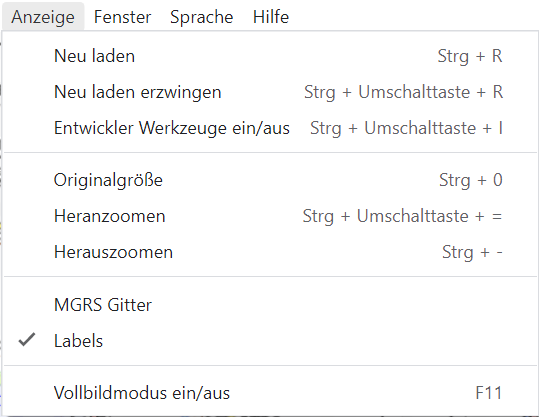 Anzeige Fenster Sprache Hilfe
Neu laden Strg + R
Neu laden erzwingen Strg + Umschalttaste + R
Entwickler Werkzeuge ein/aus Strg + Umschalttaste + I
Originalgröße Strg + 0
Heranzoomen Strg + Umschalttaste + =
Herauszoomen Strg + -
MGRS Gitter
Labels
Vollbildmodus ein/aus F11